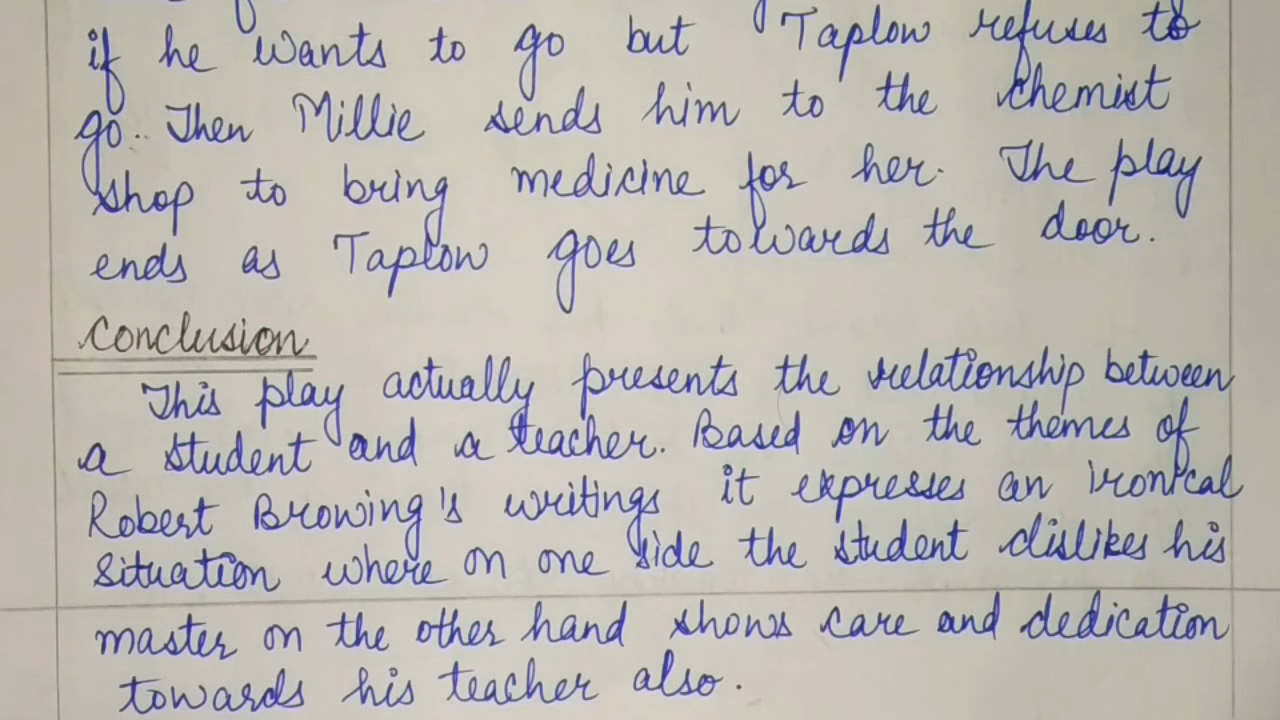 if he wants to go but Taplow refuses to
go. Then Millie sends him to the chemist
shop to bring medicine for her. The play
ends as Taplow goes towards the door.
Conclusion
This play actually presents the relationship between
a student and a teacher. Based on the themes of
Robert Browing's writings it expresses an ironical
situation where on one side the student dislikes his
master on the other hand shows care and dedication
towards his teacher also.